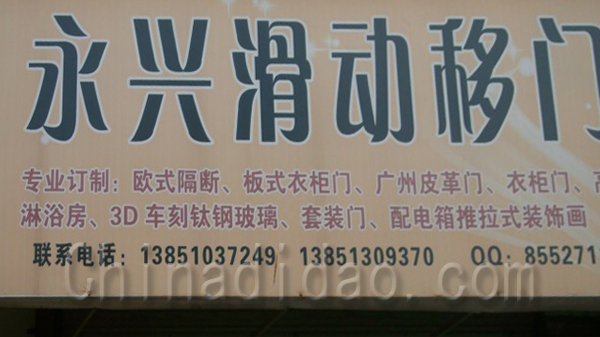 永兴滑动移门
专业订制：欧式隔断、板式衣柜门、广州皮革门、衣柜门、高
淋浴房、3D车刻钛钢玻璃、套装门、配电箱推拉式装饰画
联系电话：13851037249 13851309370 QQ：855271
Chinadidao.com